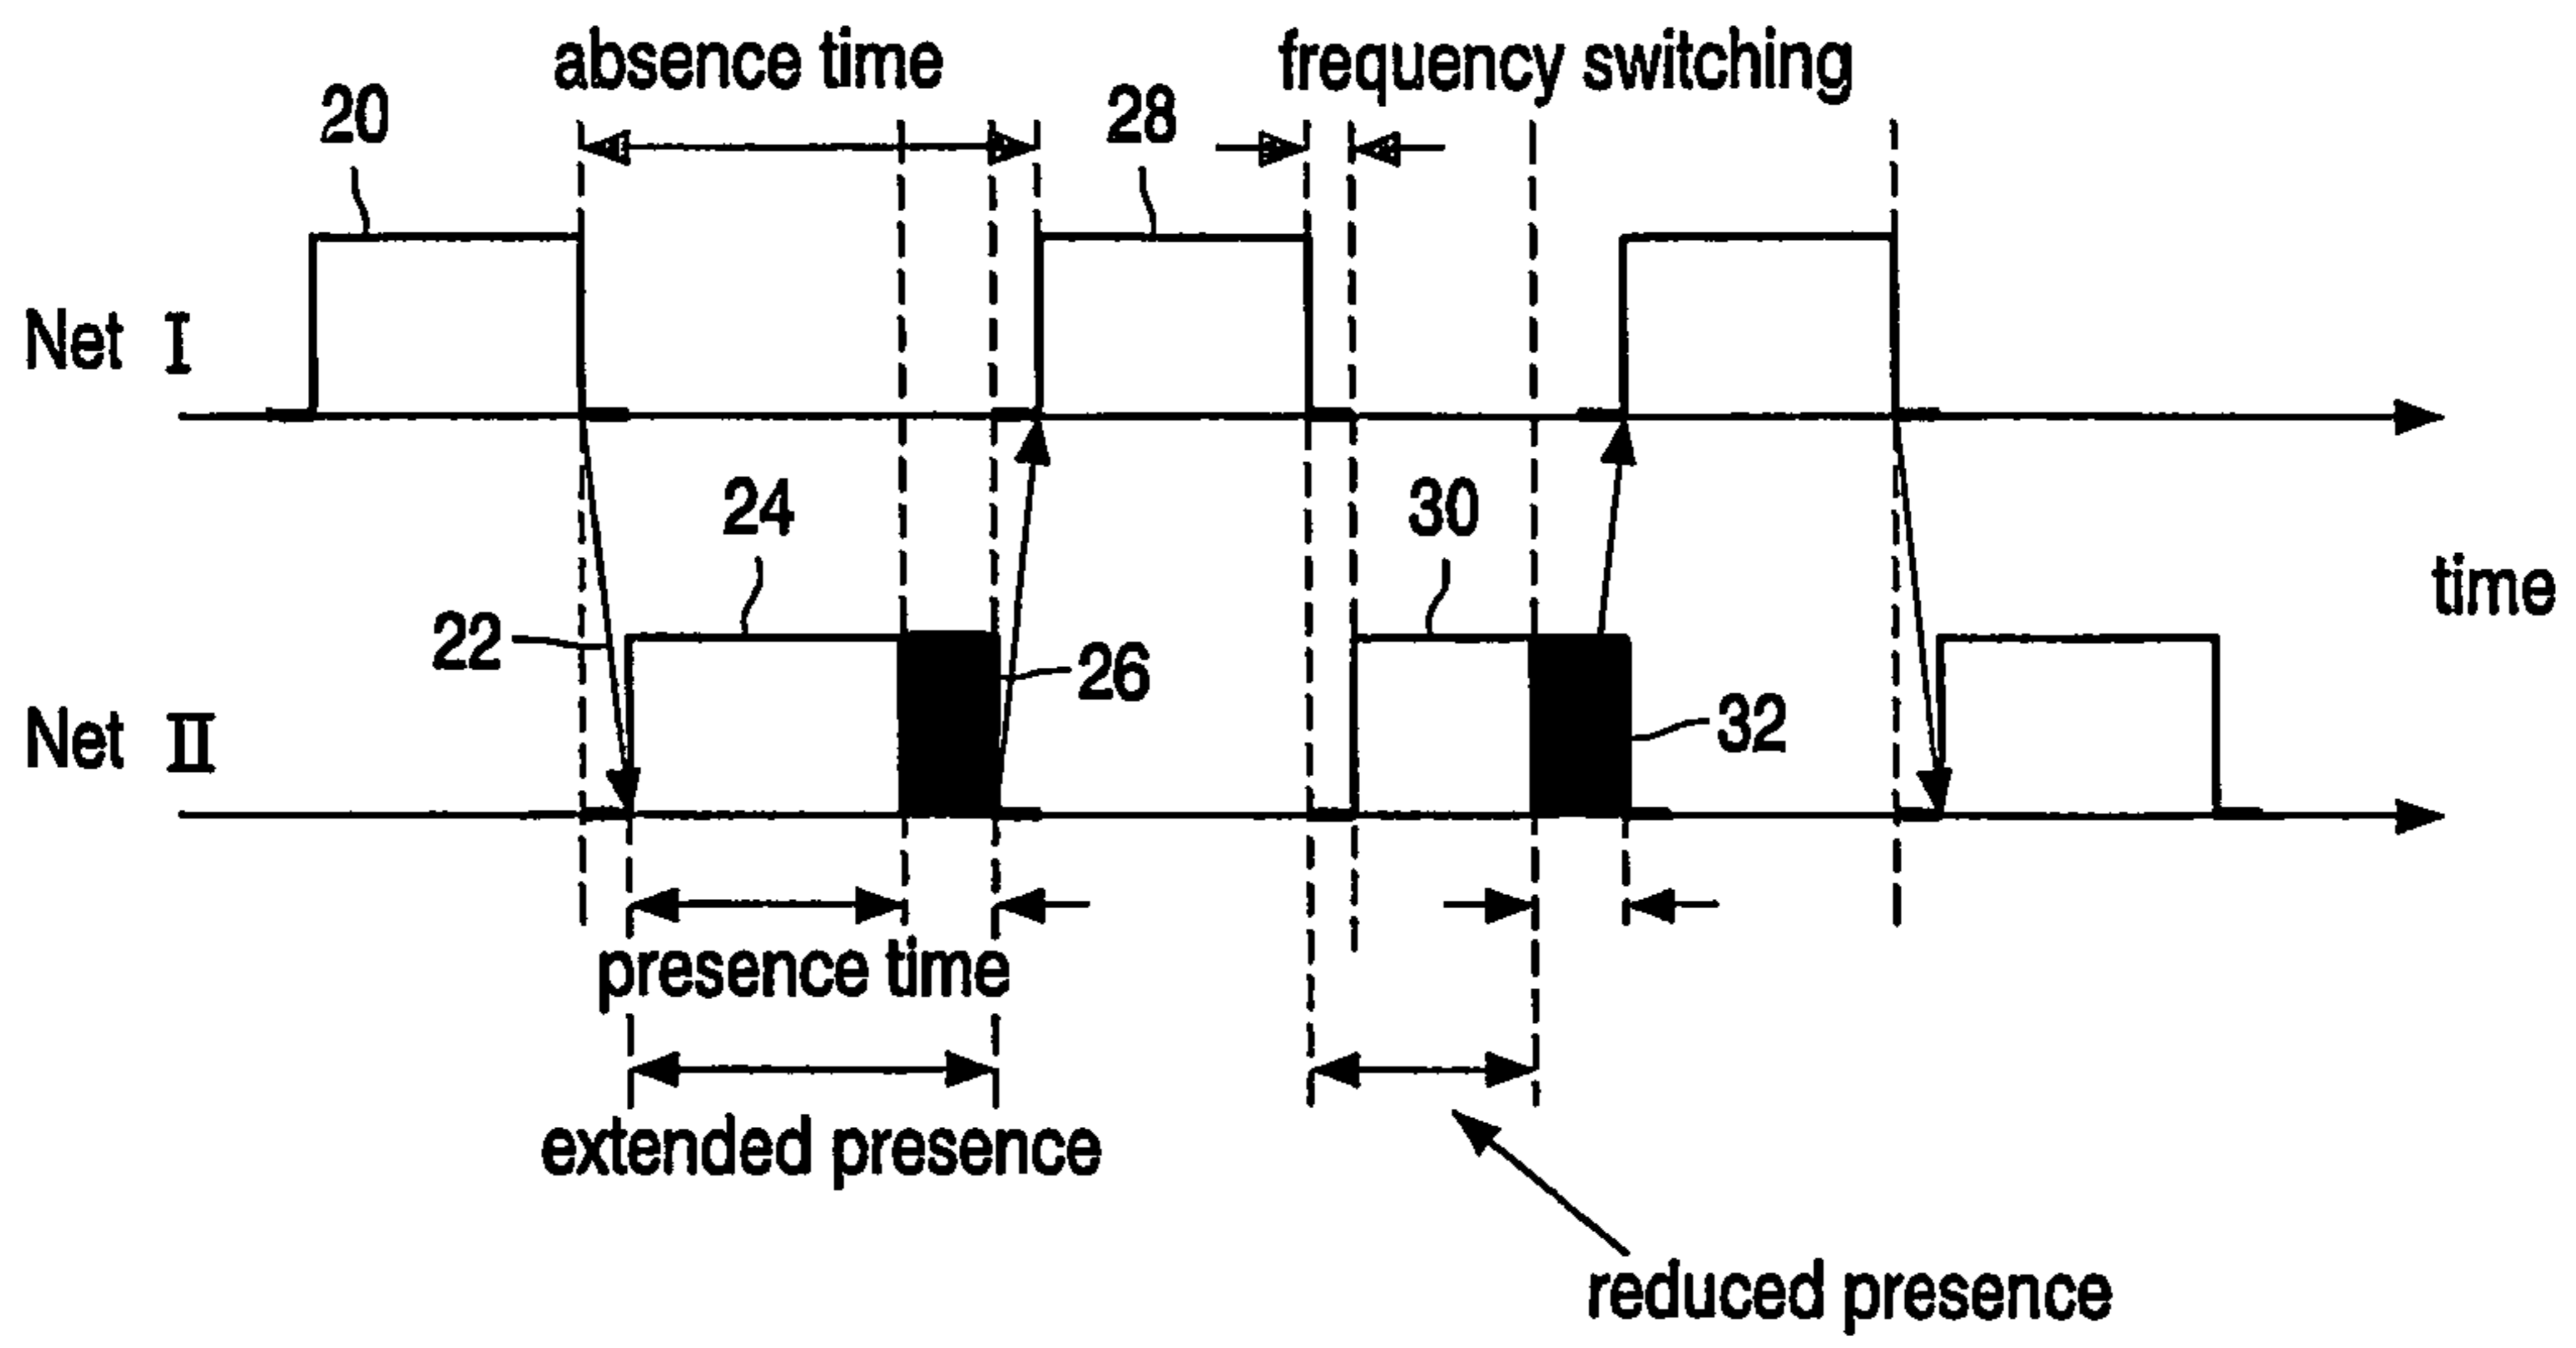 absence time
frequency switching
20
28
Net I
24
30
time
22
26
32
Net II
presence time
extended presence
reduced presence